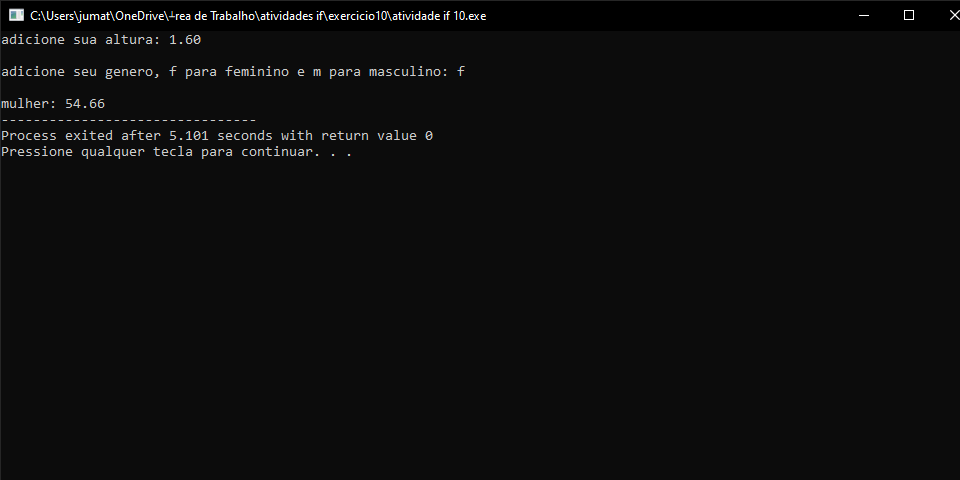 C:\Users\jumat\OneDrive\┴rea de Trabalho\atividades if\exercicio10\atividade if 10.exe
adicione sua altura: 1.60
adicione seu genero, f para feminino e m para masculino: f
mulher: 54.66
--------------------------------
Process exited after 5.101 seconds with return value 0
Pressione qualquer tecla para continuar. . .